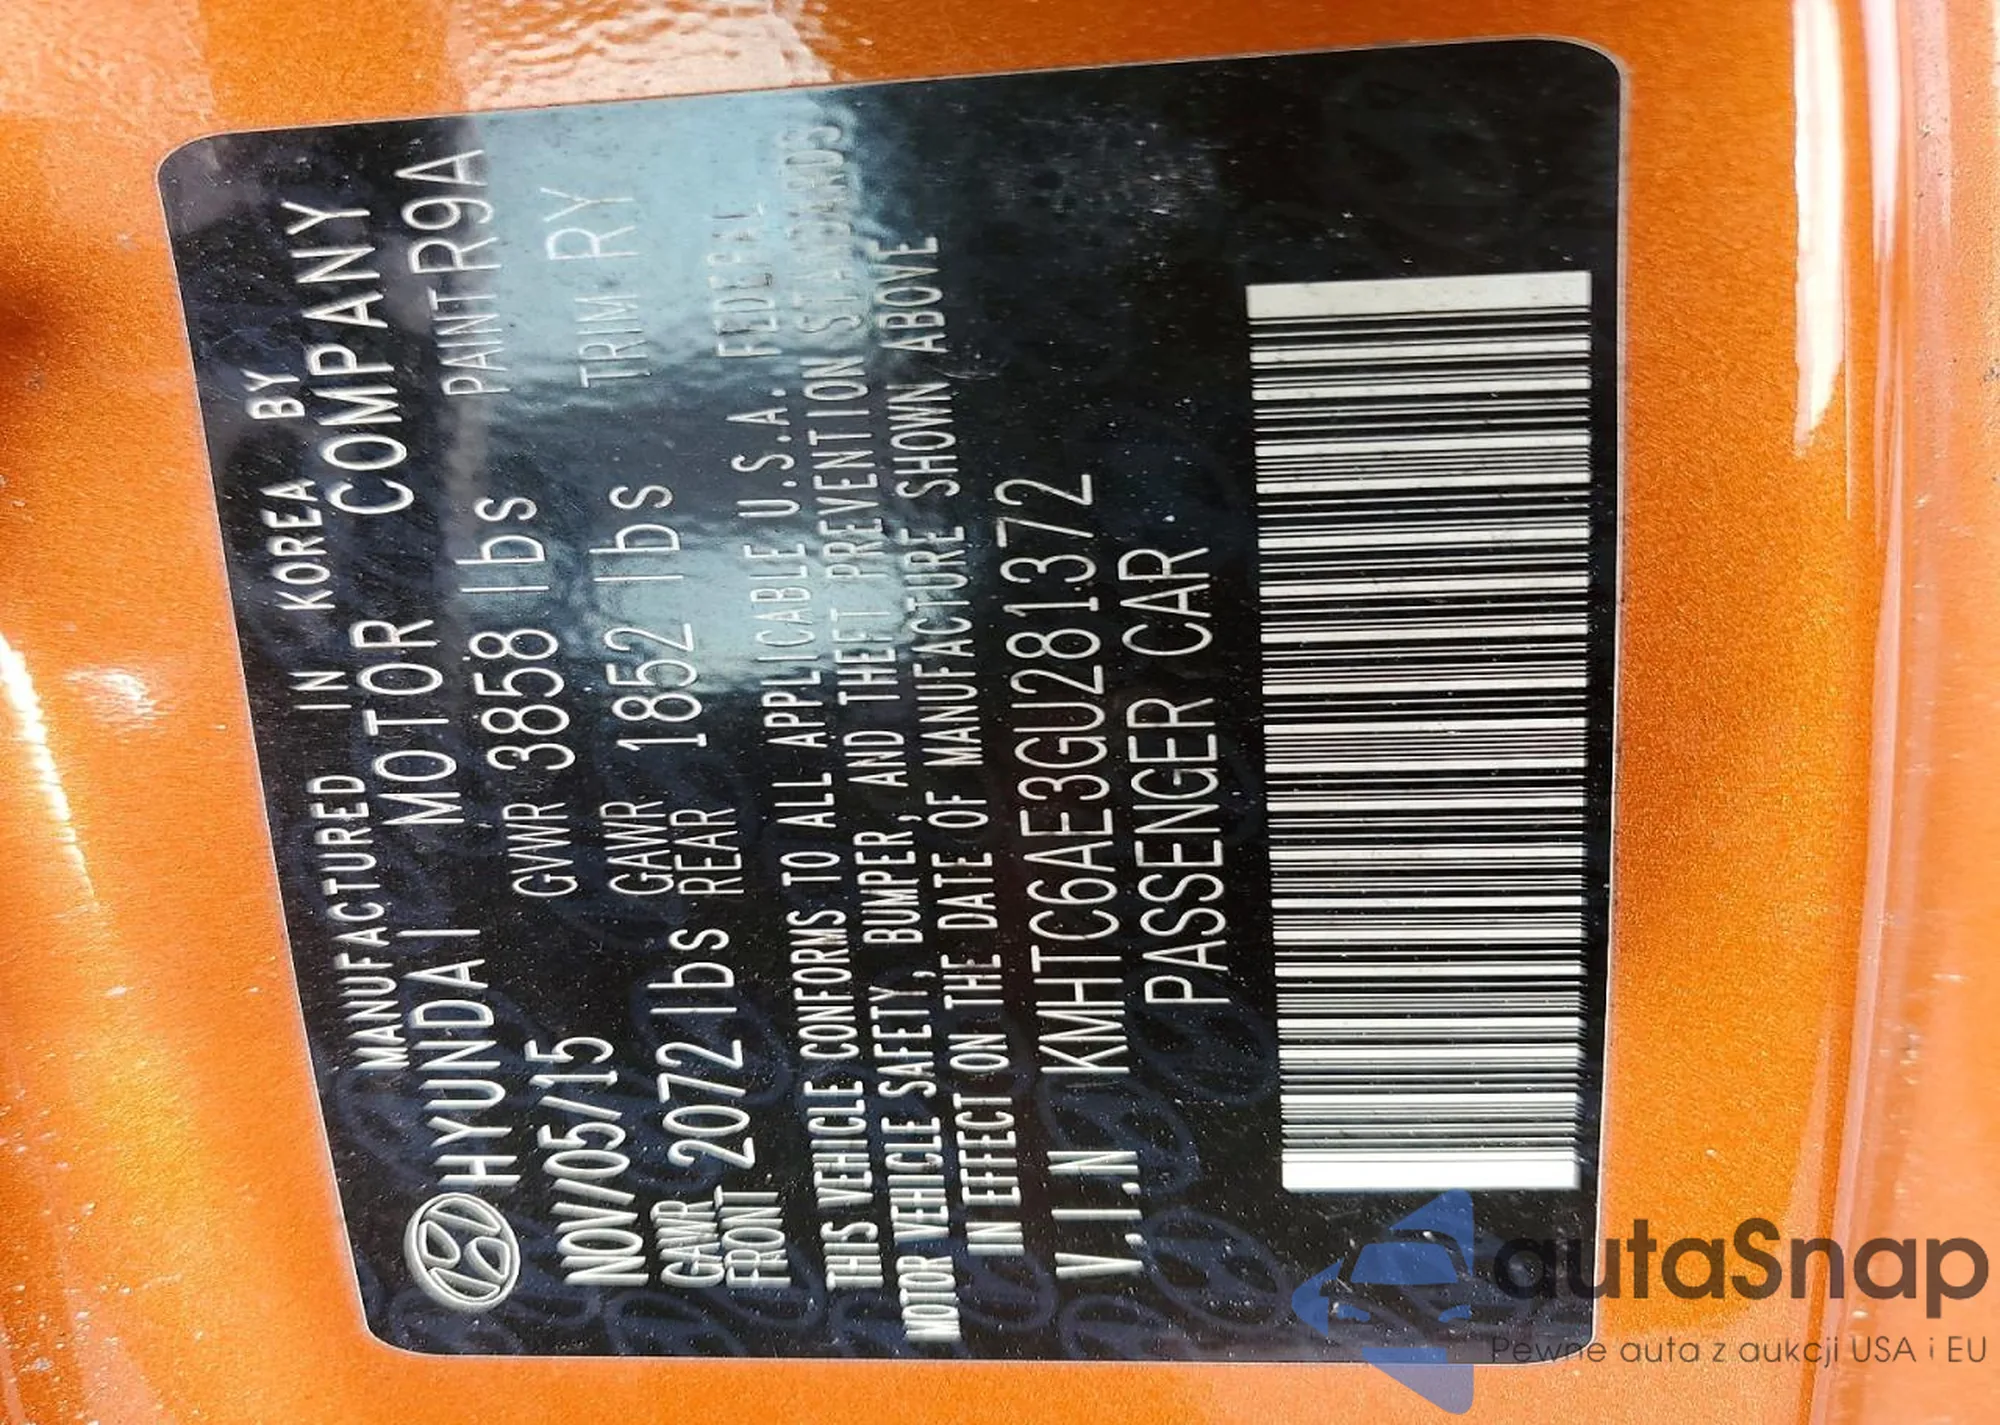 MANUFACTURED IN KOREA BY
HYUNDAI MOTOR COMPANY
NOV/05/15 GVWR 3858 lbs PAINT R9A
GAWR FRONT 2072 lbs GAWR REAR 1852 lbs TRIM RY
THIS VEHICLE CONFORMS TO ALL APPLICABLE U.S.A. FEDERAL
MOTOR VEHICLE SAFETY, BUMPER, AND THEFT PREVENTION STANDARDS
IN EFFECT ON THE DATE OF MANUFACTURE SHOWN ABOVE
V.I.N KMHTC6AE3GU281372
PASSENGER CAR
autaSnap
Pewne auta z aukcji USA i EU